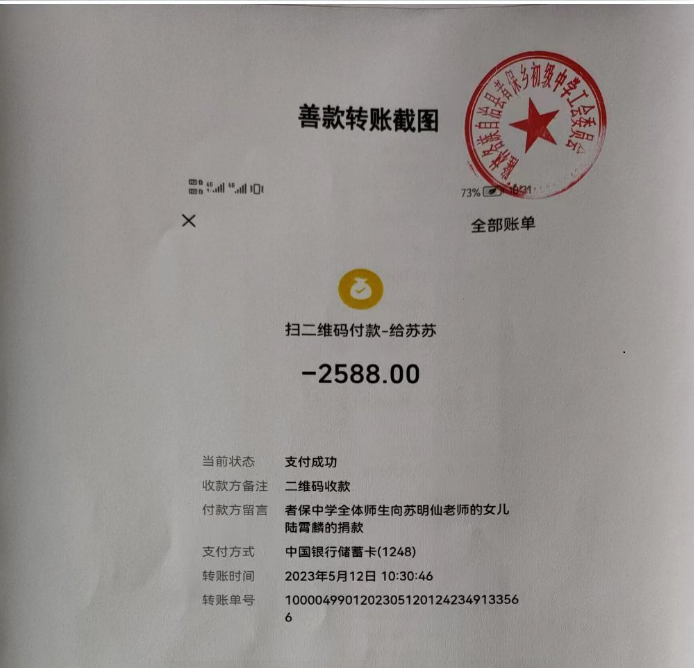 善款转账截图
73%
全部账单
扫二维码付款-给苏苏
-2588.00
当前状态 支付成功
收款方备注 二维码收款
付款方留言 者保中学全体师生向苏明仙老师的女儿
陆霄麟的捐款
支付方式 中国银行储蓄卡(1248)
转账时间 2023年5月12日 10:30:46
转账单号 1000049901202305120124234913356
6